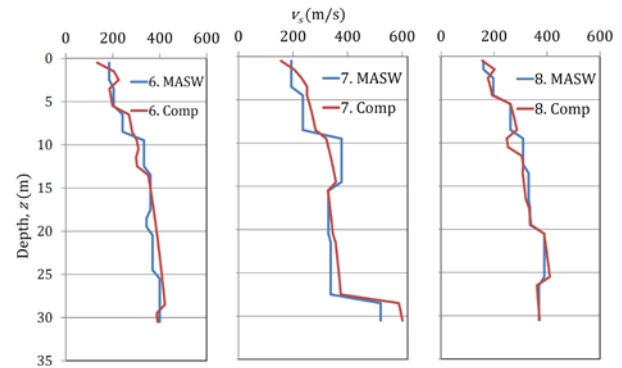 vs (m/s)
0 200 400 600
0 200 400 600
0 200 400 600
0
5
10
15
20
25
30
35
Depth, z (m)
6. MASW
6. Comp
7. MASW
7. Comp
8. MASW
8. Comp